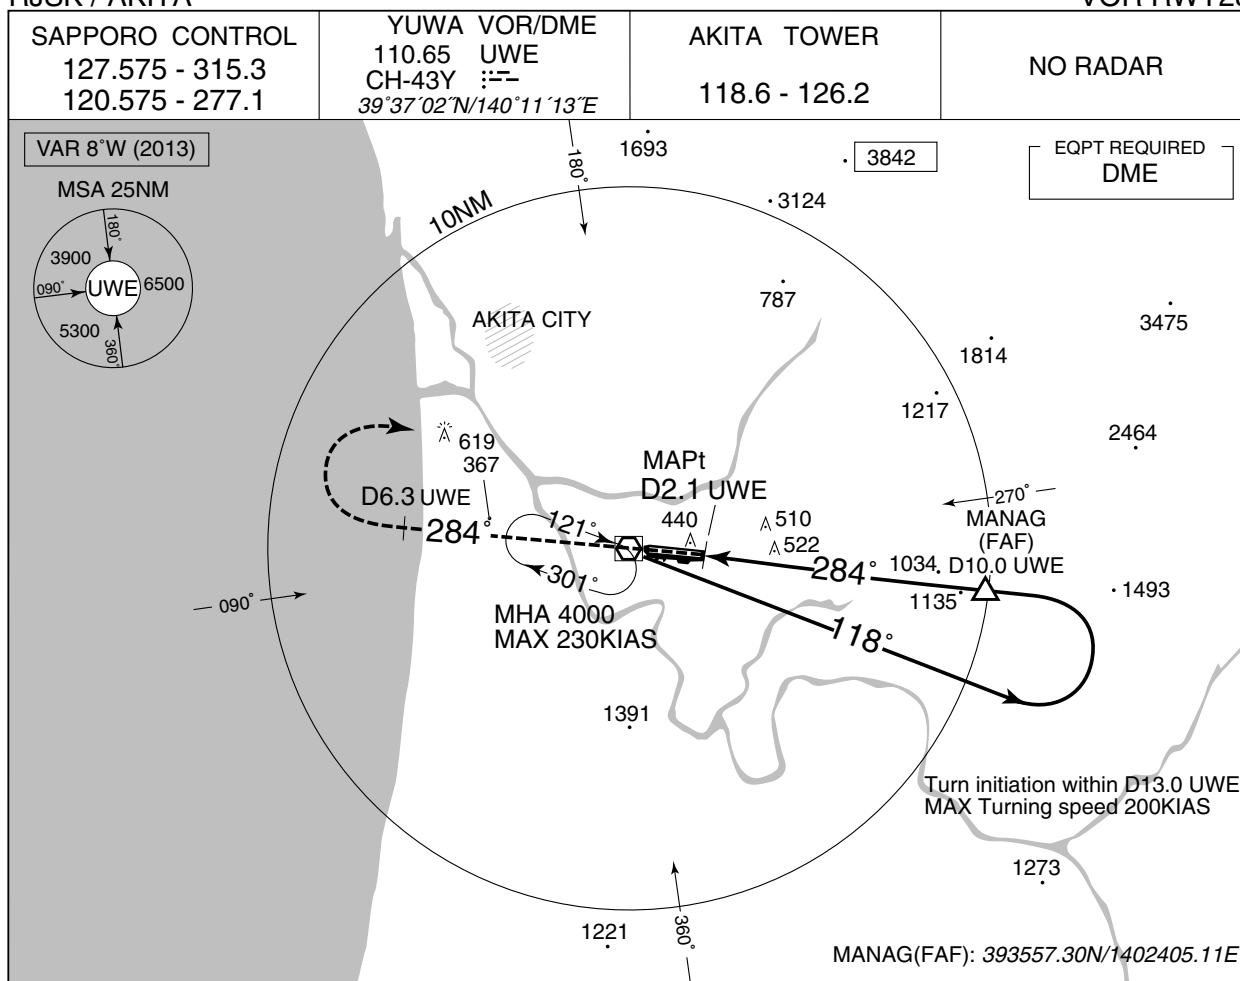 SAPPORO CONTROL
127.575 - 315.3
120.575 - 277.1
YUWA VOR/DME
110.65 UWE
CH-43Y
39°37´02˝N/140°11´13˝E
AKITA TOWER
118.6 - 126.2
NO RADAR
VAR 8°W (2013)
MSA 25NM
180°
3900
090°
UWE
6500
5300
360°
180°
1693
3842
EQPT REQUIRED
DME
10NM
3124
787
AKITA CITY
3475
1814
1217
2464
619
367
MAPt
D2.1 UWE
D6.3 UWE
284°
121°
440
510
522
270°
MANAG
(FAF)
D10.0 UWE
1034
284°
301°
1135
1493
090°
MHA 4000
MAX 230KIAS
118°
1391
Turn initiation within D13.0 UWE
MAX Turning speed 200KIAS
1273
1221
360°
MANAG(FAF): 393557.30N/1402405.11E